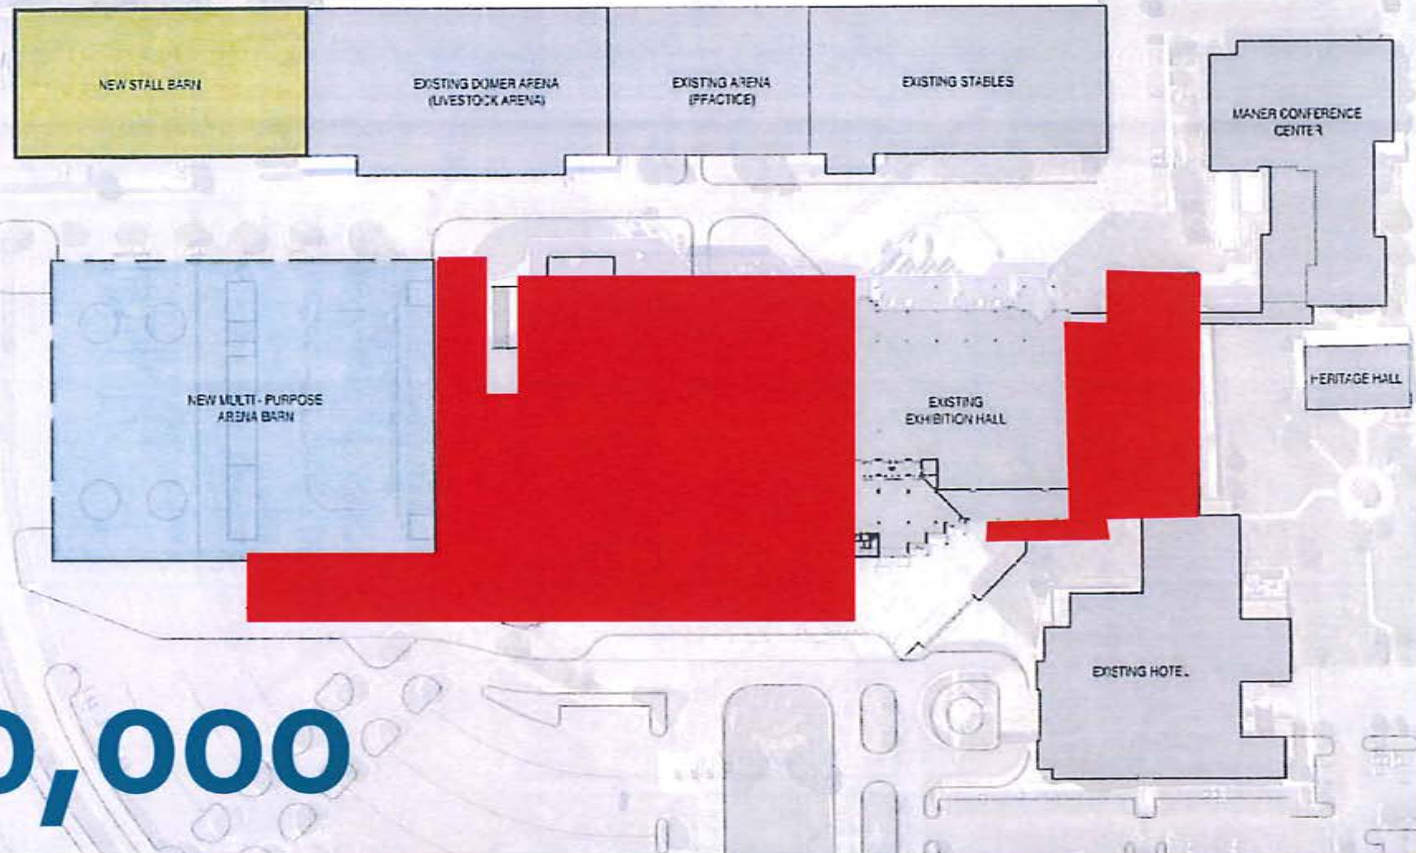 NEW STALL BARN
EXISTING DOMER ARENA
(LIVESTOCK ARENA)
EXISTING ARENA
(PRACTICE)
EXISTING STABLES
MANER CONFERENCE
CENTER
NEW MULTI - PURPOSE
ARENA BARN
EXISTING
EXHIBITION HALL
HERITAGE HALL
EXISTING HOTEL
0,000